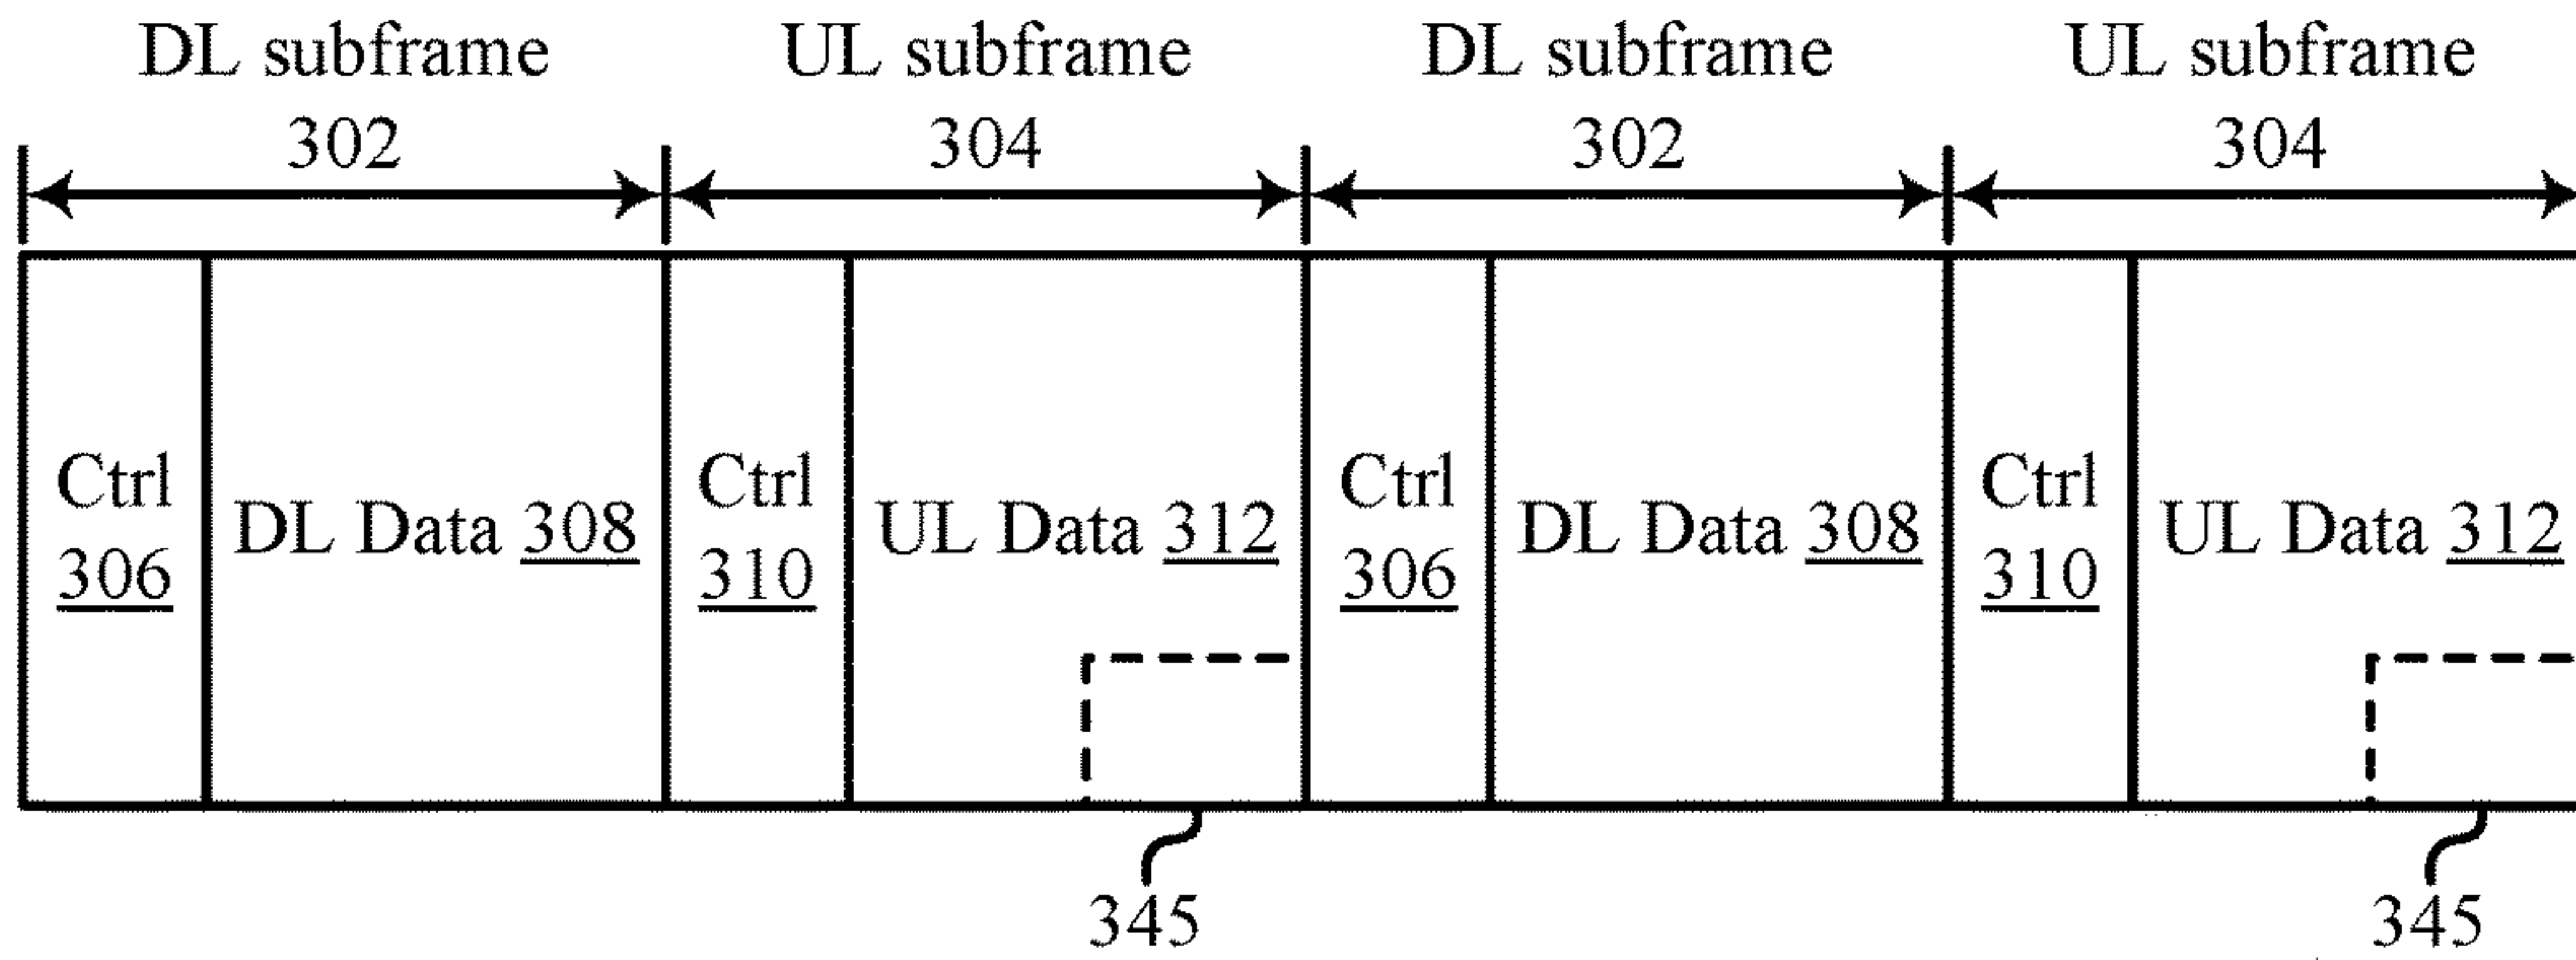 DL subframe
302
UL subframe
304
DL subframe
302
UL subframe
304
Ctrl
306
DL Data 308
Ctrl
310
UL Data 312
Ctrl
306
DL Data 308
Ctrl
310
UL Data 312
345
345